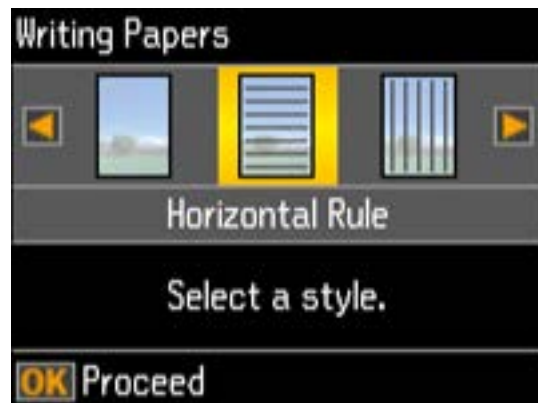 Writing Papers
Horizontal Rule
Select a style.
OK Proceed